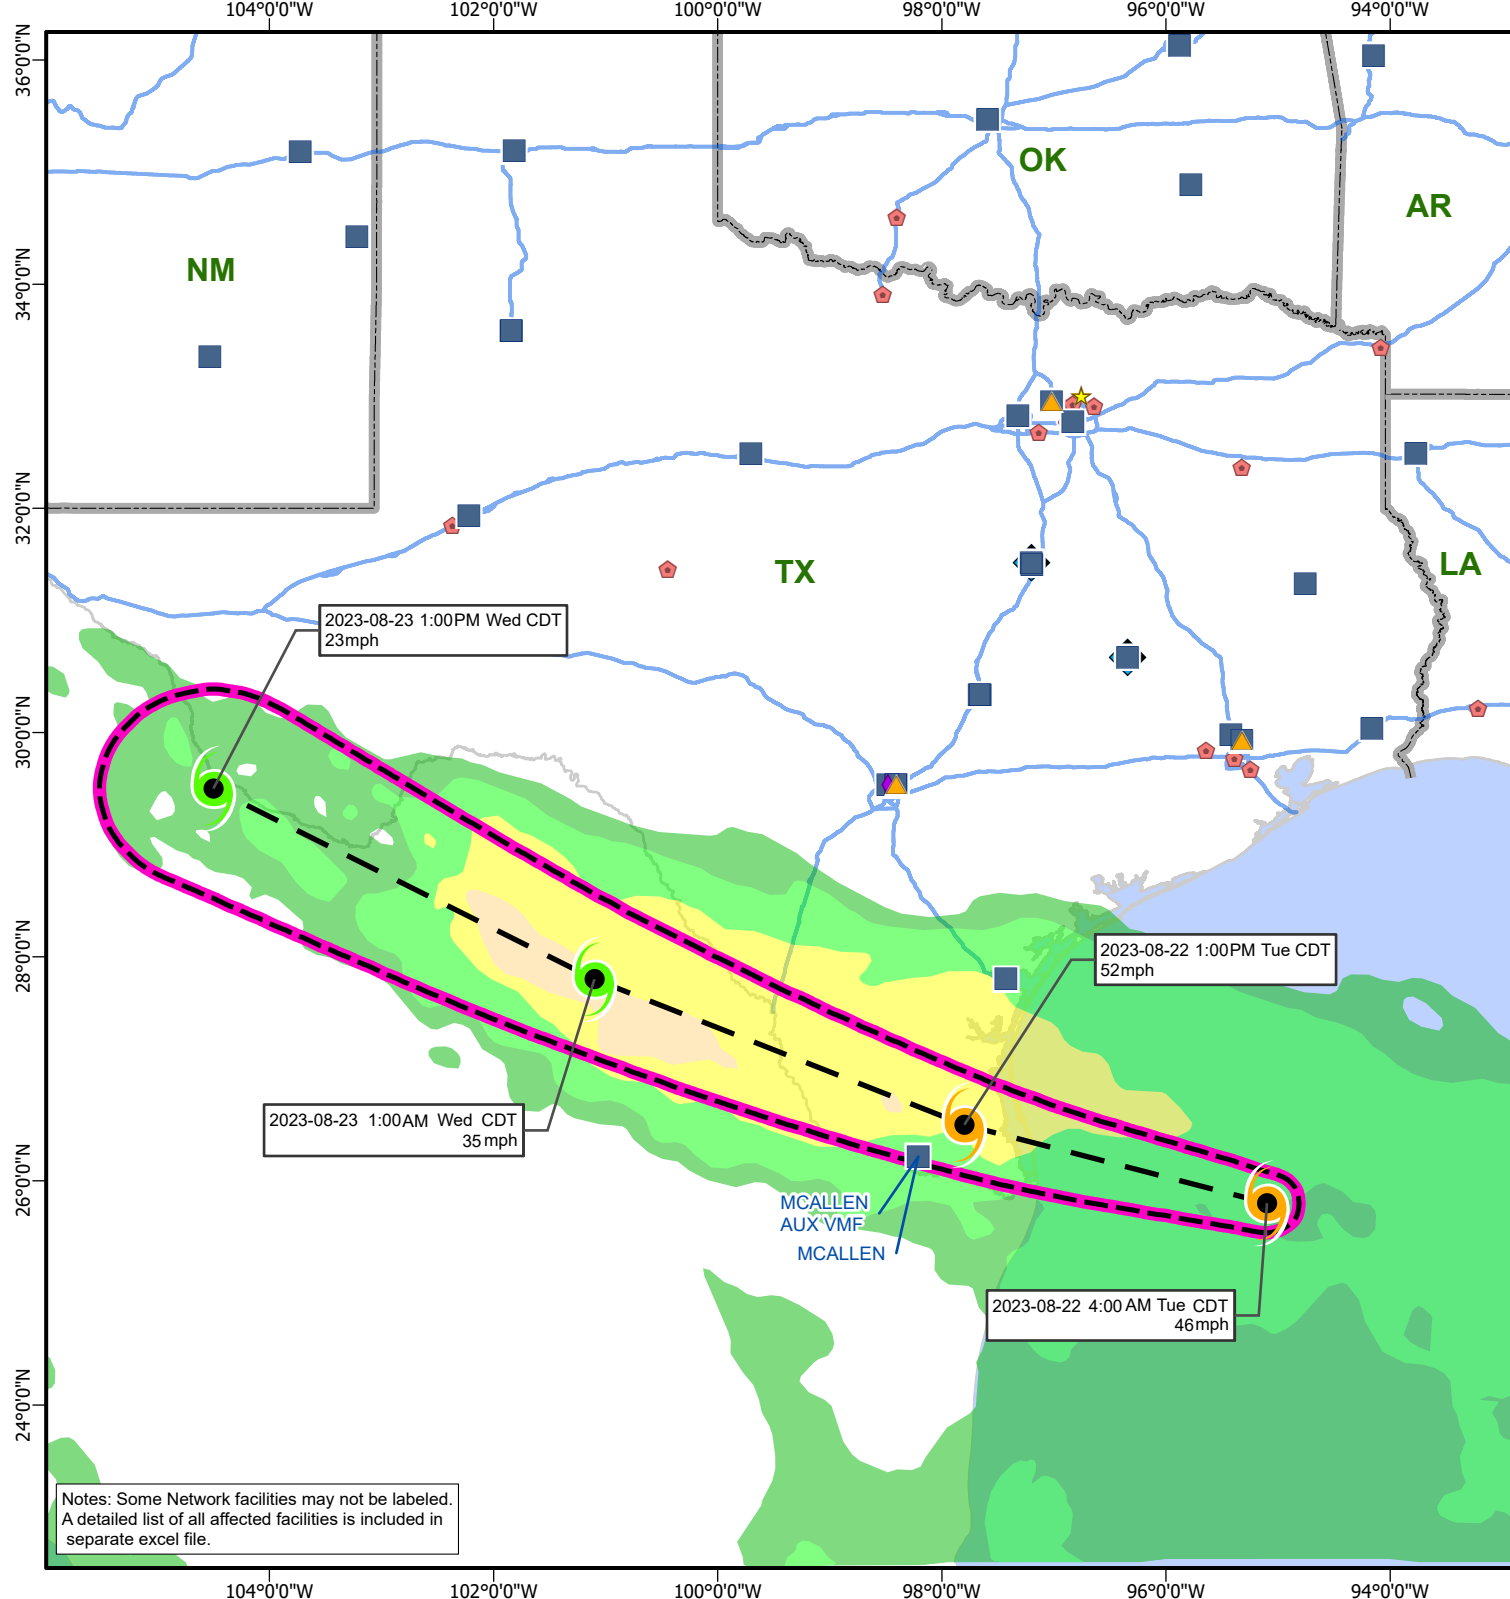 104°0'0"W
102°0'0"W
100°0'0"W
98°0'0"W
96°0'0"W
94°0'0"W
36°0'0"N
34°0'0"N
32°0'0"N
30°0'0"N
28°0'0"N
26°0'0"N
24°0'0"N
OK
AR
NM
TX
LA
2023-08-23 1:00PM Wed CDT
23mph
2023-08-22 1:00PM Tue CDT
52mph
2023-08-23 1:00AM Wed CDT
35mph
MCALLEN
AUX VMF
MCALLEN
2023-08-22 4:00AM Tue CDT
46mph
Notes: Some Network facilities may not be labeled.
A detailed list of all affected facilities is included in
separate excel file.
104°0'0"W
102°0'0"W
100°0'0"W
98°0'0"W
96°0'0"W
94°0'0"W